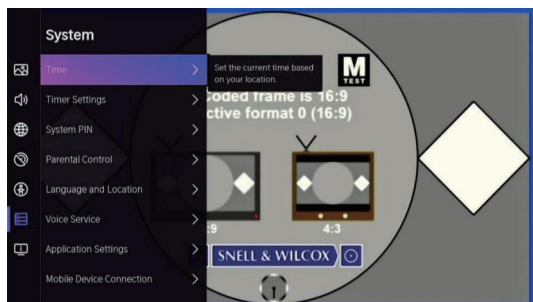 System
Time
Set the current time based
on your location.
Timer Settings
System PIN
Parental Control
Language and Location
Voice Service
Application Settings
Mobile Device Connection
M
TEST
Coded frame is 16:9
ctive format 0 (16:9)
:9
4:3
SNELL & WILCOX